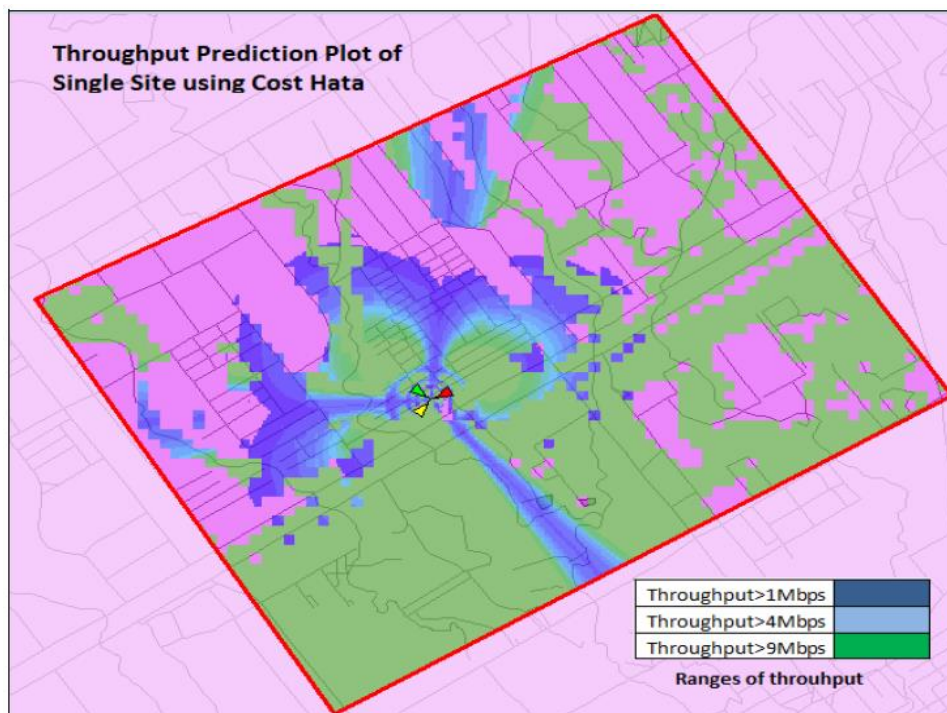 Throughput Prediction Plot of
Single Site using Cost Hata
Throughput>1Mbps
Throughput>4Mbps
Throughput>9Mbps
Ranges of throuhput